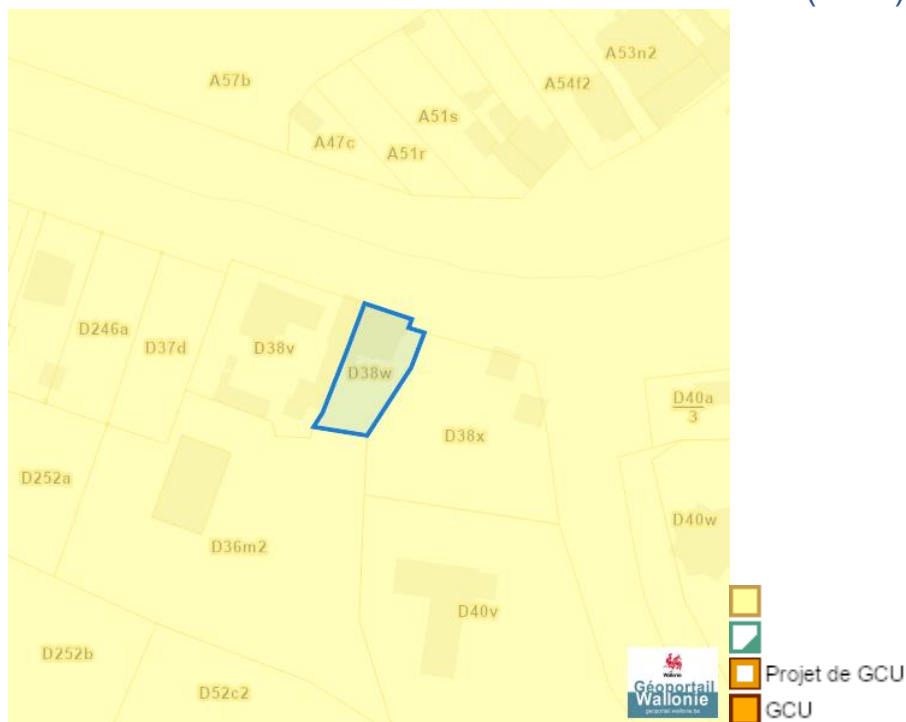 A57b
A53n2
A54f2
A51s
A47c
A51r
D246a
D37d
D38v
D38w
D38x
D40a
3
D252a
D36m2
D40w
D40v
D252b
D52c2
Wallonie
Géoportail
Wallonie
geoportail.wallonie.be
Projet de GCU
GCU